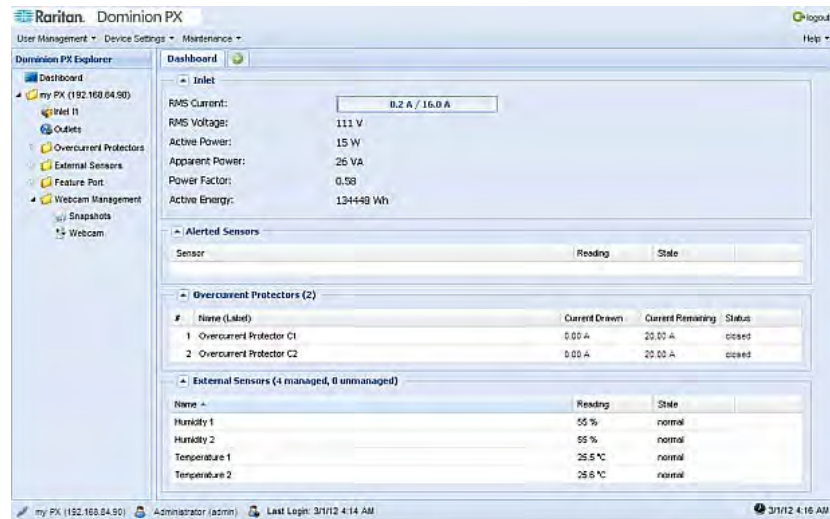 Raritan. Dominion PX
logout
User Management Device Settings Maintenance
Help
Dominion PX Explorer
Dashboard
my PX (192.168.84.90)
Inlet I1
Outlets
Overcurrent Protectors
External Sensors
Feature Port
Webcam Management
Snapshots
Webcam
Dashboard
Inlet
RMS Current: 0.2 A / 16.0 A
RMS Voltage: 111 V
Active Power: 15 W
Apparent Power: 26 VA
Power Factor: 0.58
Active Energy: 134448 Wh
Alerted Sensors
Sensor Reading State
Overcurrent Protectors (2)
# Name (Label) Current Drawn Current Remaining Status
1 Overcurrent Protector C1 0.00 A 20.00 A closed
2 Overcurrent Protector C2 0.00 A 20.00 A closed
External Sensors (4 managed, 0 unmanaged)
Name Reading State
Humidity 1 55 % normal
Humidity 2 55 % normal
Temperature 1 25.5 °C normal
Temperature 2 25.6 °C normal
my PX (192.168.84.90) Administrator (admin) Last Login: 3/1/12 4:14 AM 3/1/12 4:16 AM